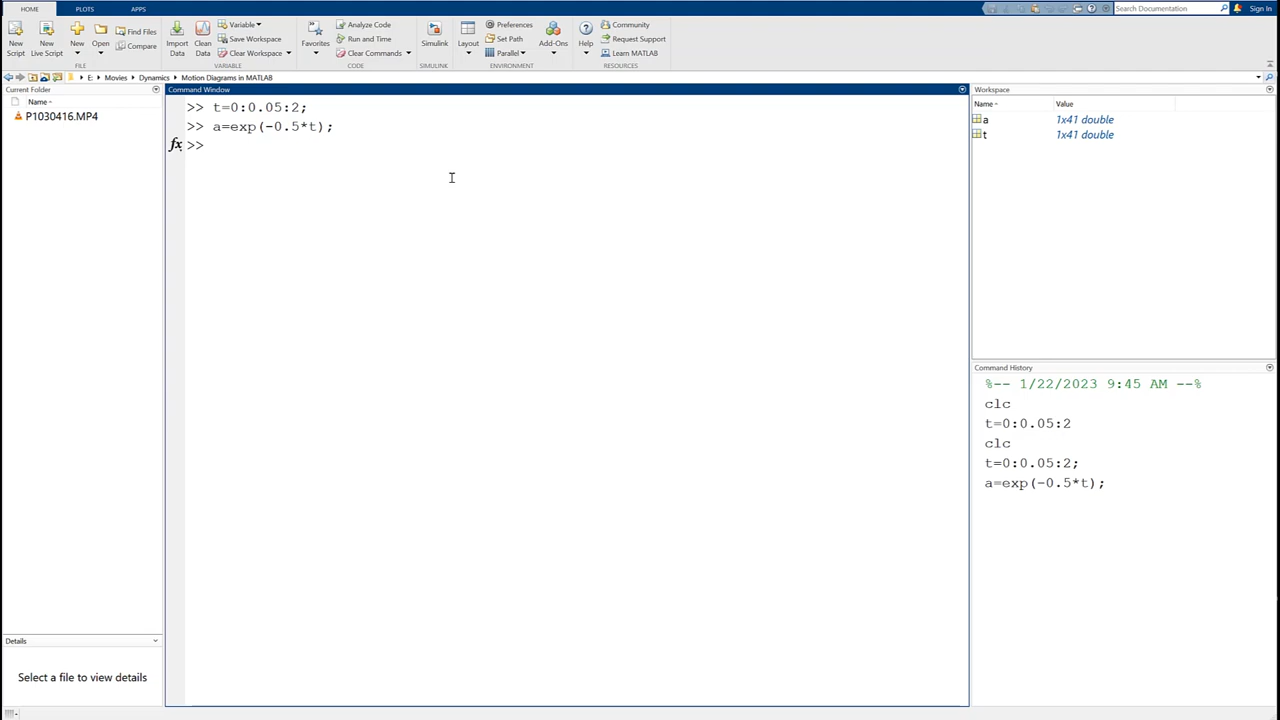 HOME PLOTS APPS Search Documentation Sign In
New Script New Live Script New Open Find Files Compare Import Data Clean Data Variable Save Workspace Clear Workspace Favorites Analyze Code Run and Time Clear Commands Simulink Layout Preferences Set Path Parallel Add-Ons Help Community Request Support Learn MATLAB
FILE VARIABLE CODE SIMULINK ENVIRONMENT RESOURCES
E: Movies Dynamics Motion Diagrams in MATLAB
Current Folder
Name
P1030416.MP4
Details
Select a file to view details
Command Window
>> t=0:0.05:2;
>> a=exp(-0.5*t);
fx >>
Workspace
Name Value
a 1x41 double
t 1x41 double
Command History
%-- 1/22/2023 9:45 AM --%
clc
t=0:0.05:2
clc
t=0:0.05:2;
a=exp(-0.5*t);